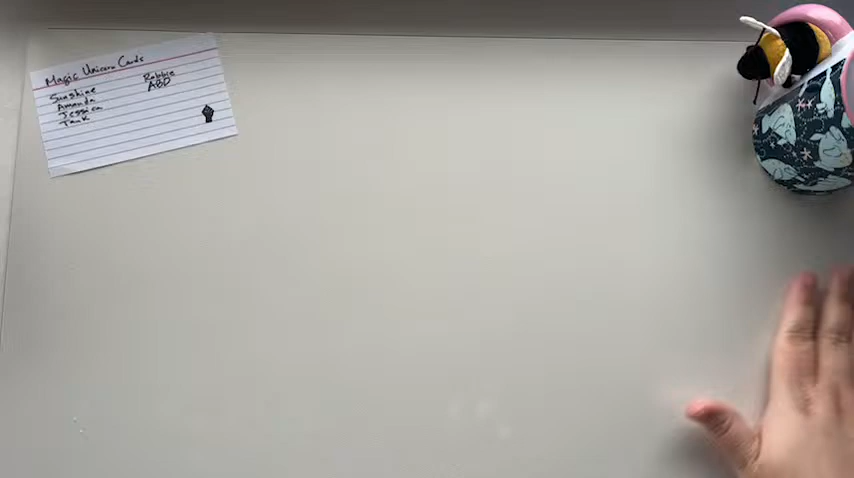 Magic Unicorn Cards
Sunshine
Amanda
Jessica
Tank
Robbie
ABD